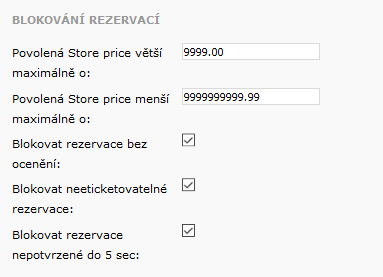 BLOKOVÁNÍ REZERVACÍ
Povolená Store price větší
maximálně o:
9999.00
Povolená Store price menší
maximálně o:
9999999999.99
Blokovat rezervace bez
ocenění:
Blokovat neeticketovatelné
rezervace:
Blokovat rezervace
nepotvrzené do 5 sec: